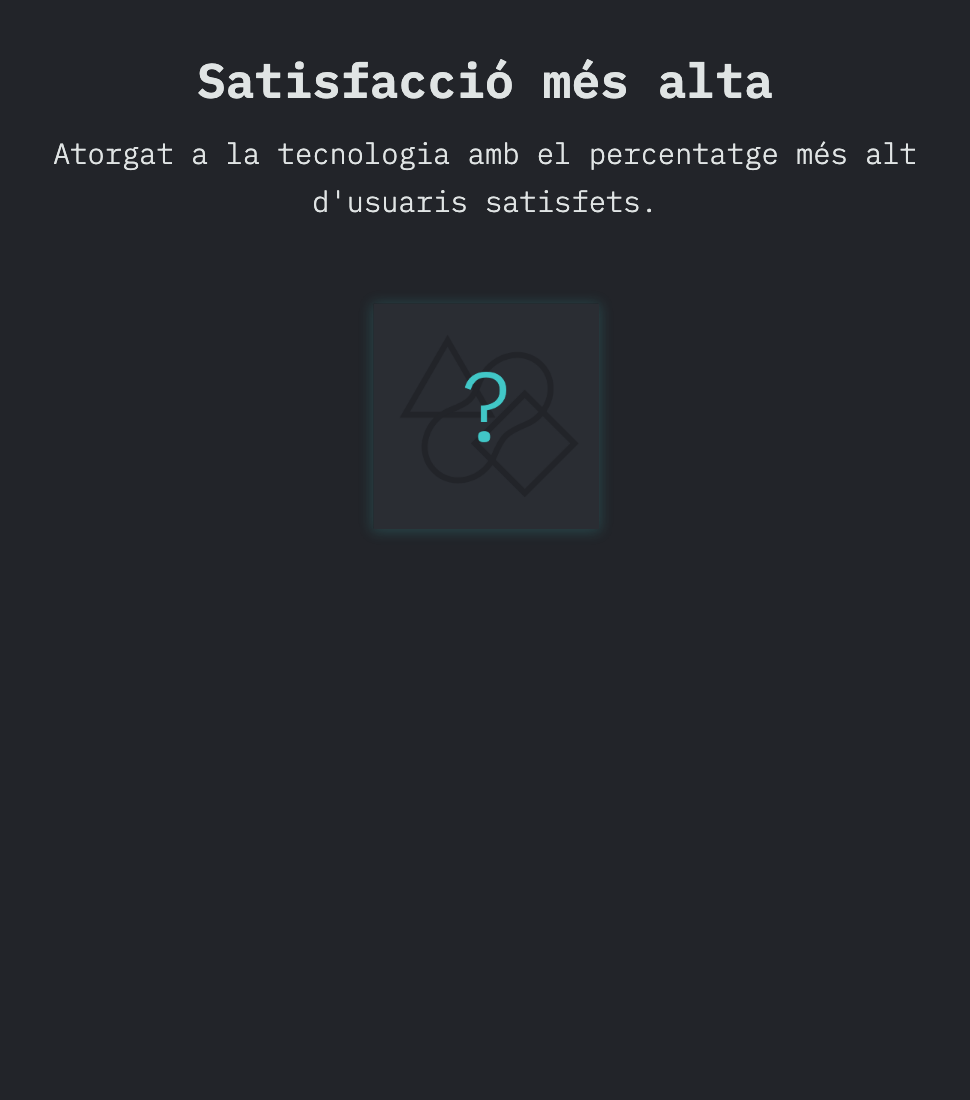 Satisfacció més alta
Atorgat a la tecnologia amb el percentatge més alt
d'usuaris satisfets.
?